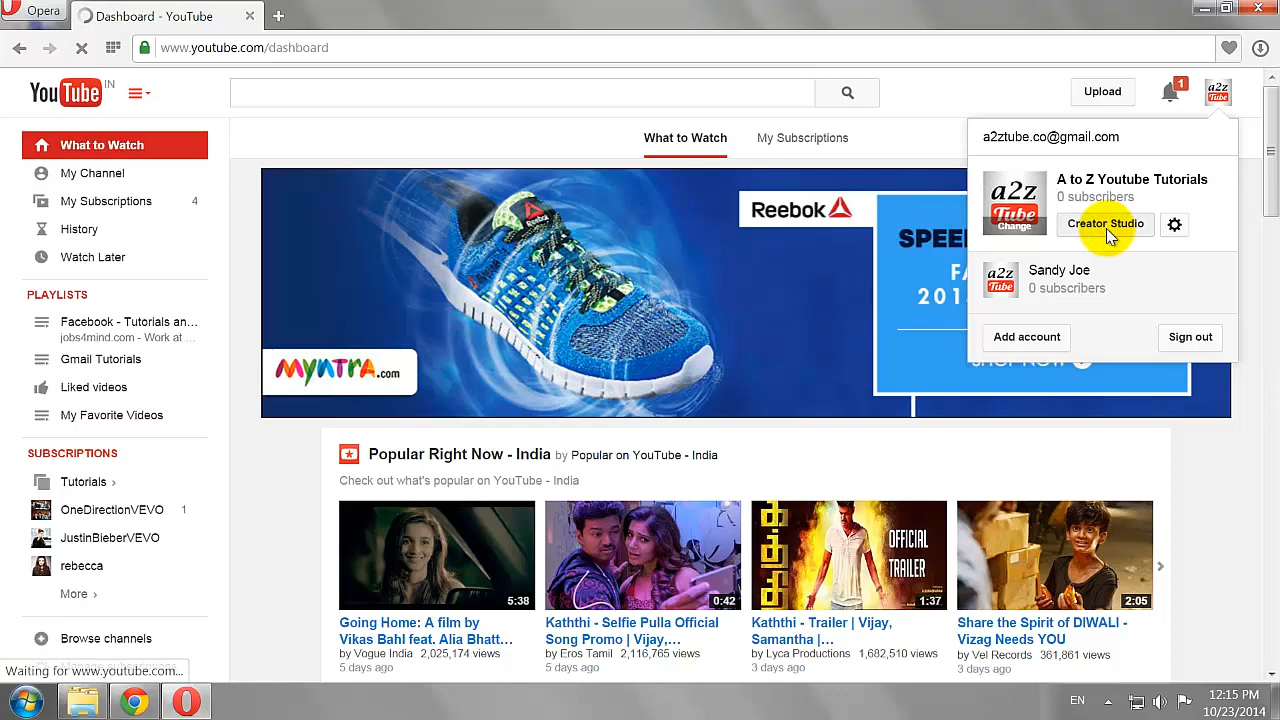 Opera
Dashboard - YouTube
www.youtube.com/dashboard
YouTube IN
Upload
1
a2z
Tube
What to Watch
My Subscriptions
a2ztube.co@gmail.com
A to Z Youtube Tutorials
0 subscribers
a2z
Tube
Change
Creator Studio
a2z
Tube
Sandy Joe
0 subscribers
Add account
Sign out
What to Watch
My Channel
My Subscriptions 4
History
Watch Later
PLAYLISTS
Facebook - Tutorials an...
jobs4mind.com - Work at ...
Gmail Tutorials
Liked videos
My Favorite Videos
SUBSCRIPTIONS
Tutorials ›
OneDirectionVEVO 1
JustinBieberVEVO
rebecca
More ›
Browse channels
Waiting for www.youtube.com...
Reebok
Reebok
Myntra.com
Popular Right Now - India by Popular on YouTube - India
Check out what's popular on YouTube - India
5:38
Going Home: A film by
Vikas Bahl feat. Alia Bhatt...
by Vogue India 2,025,174 views
5 days ago
0:42
Kaththi - Selfie Pulla Official
Song Promo | Vijay,...
by Eros Tamil 2,116,765 views
5 days ago
கத்தி
OFFICIAL
TRAILER
1:37
Kaththi - Trailer | Vijay,
Samantha |...
by Lyca Productions 1,682,510 views
3 days ago
2:05
Share the Spirit of DIWALI -
Vizag Needs YOU
by Vel Records 361,861 views
3 days ago
EN
12:15 PM
10/23/2014